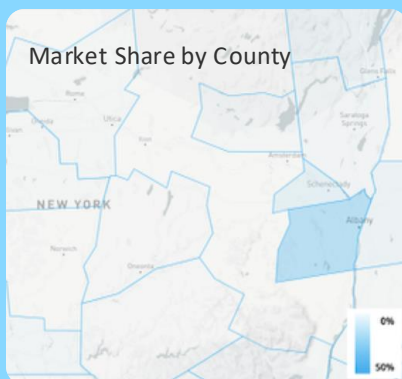 Market Share by County
Glens Falls
Rome
Oneida
Utica
Saratoga
Springs
Ilion
Amsterdam
Schenectady
NEW YORK
Albany
Norwich
Oneonta
0%
50%